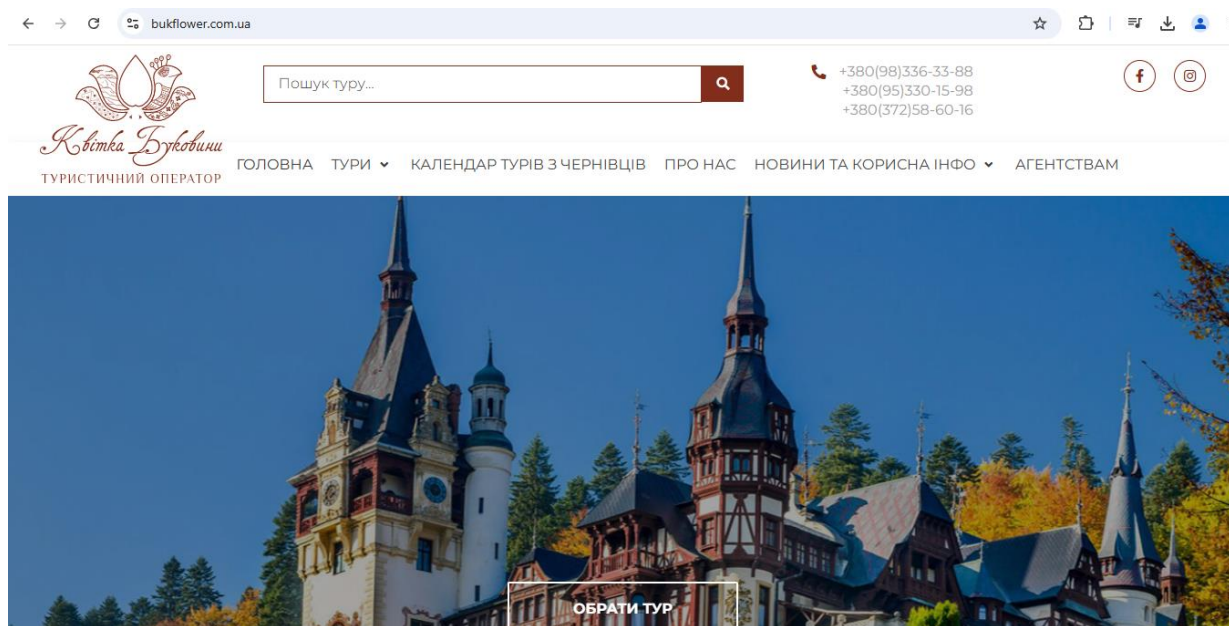 bukflower.com.ua
Квітка Буковини
ТУРИСТИЧНИЙ ОПЕРАТОР
Пошук туру...
+380(98)336-33-88
+380(95)330-15-98
+380(372)58-60-16
ГОЛОВНА ТУРИ КАЛЕНДАР ТУРІВ З ЧЕРНІВЦІВ ПРО НАС НОВИНИ ТА КОРИСНА ІНФО АГЕНТСТВАМ
ОБРАТИ ТУР